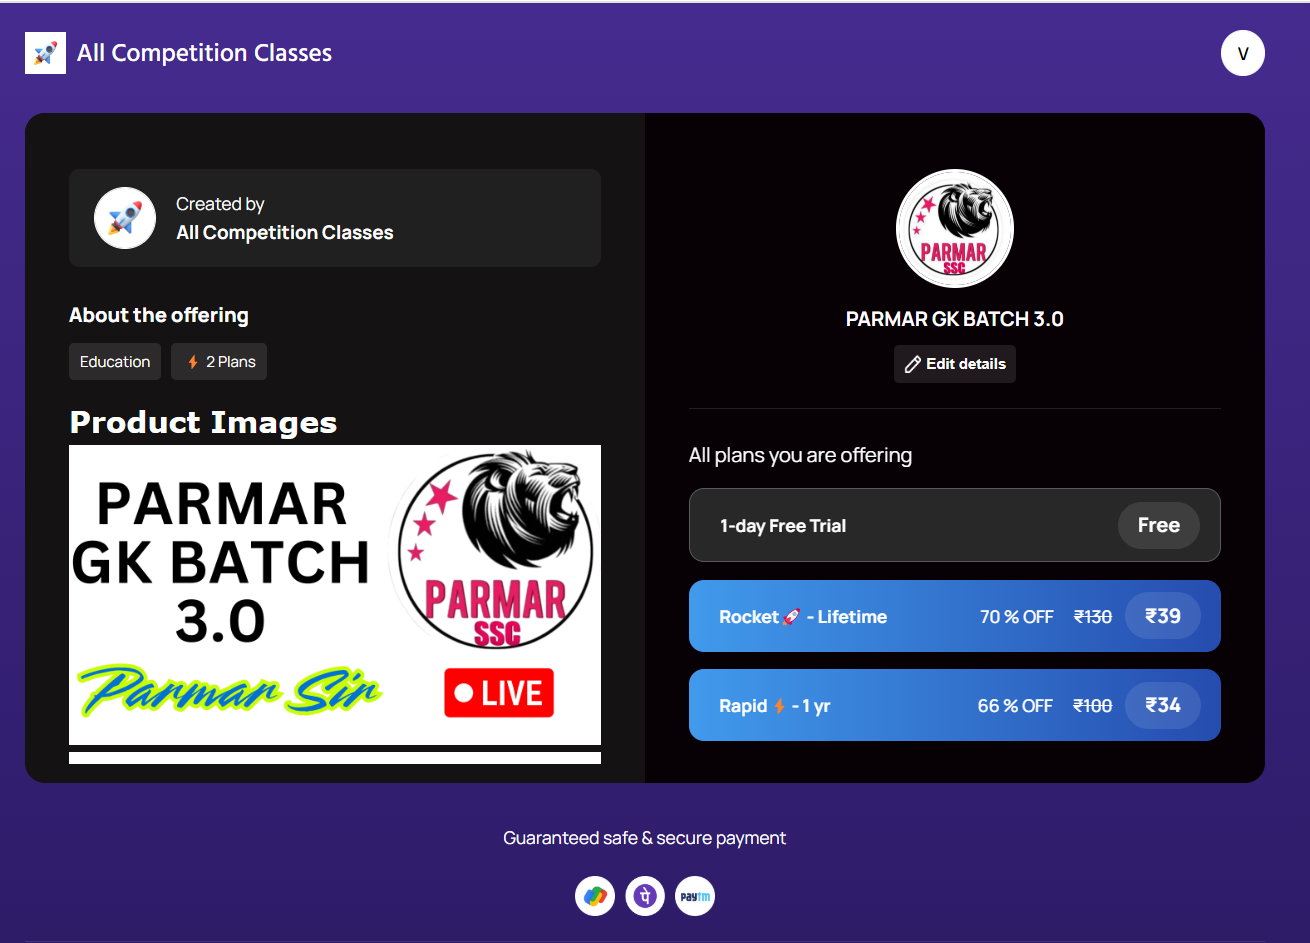 All Competition Classes
V
Created by
All Competition Classes
About the offering
Education
2 Plans
Product Images
PARMAR
GK BATCH
3.0
Parmar Sir
PARMAR
SSC
LIVE
PARMAR
SSC
PARMAR GK BATCH 3.0
Edit details
All plans you are offering
1-day Free Trial Free
Rocket🚀 - Lifetime 70 % OFF ₹130 ₹39
Rapid⚡ - 1 yr 66 % OFF ₹100 ₹34
Guaranteed safe & secure payment
पे
paytm